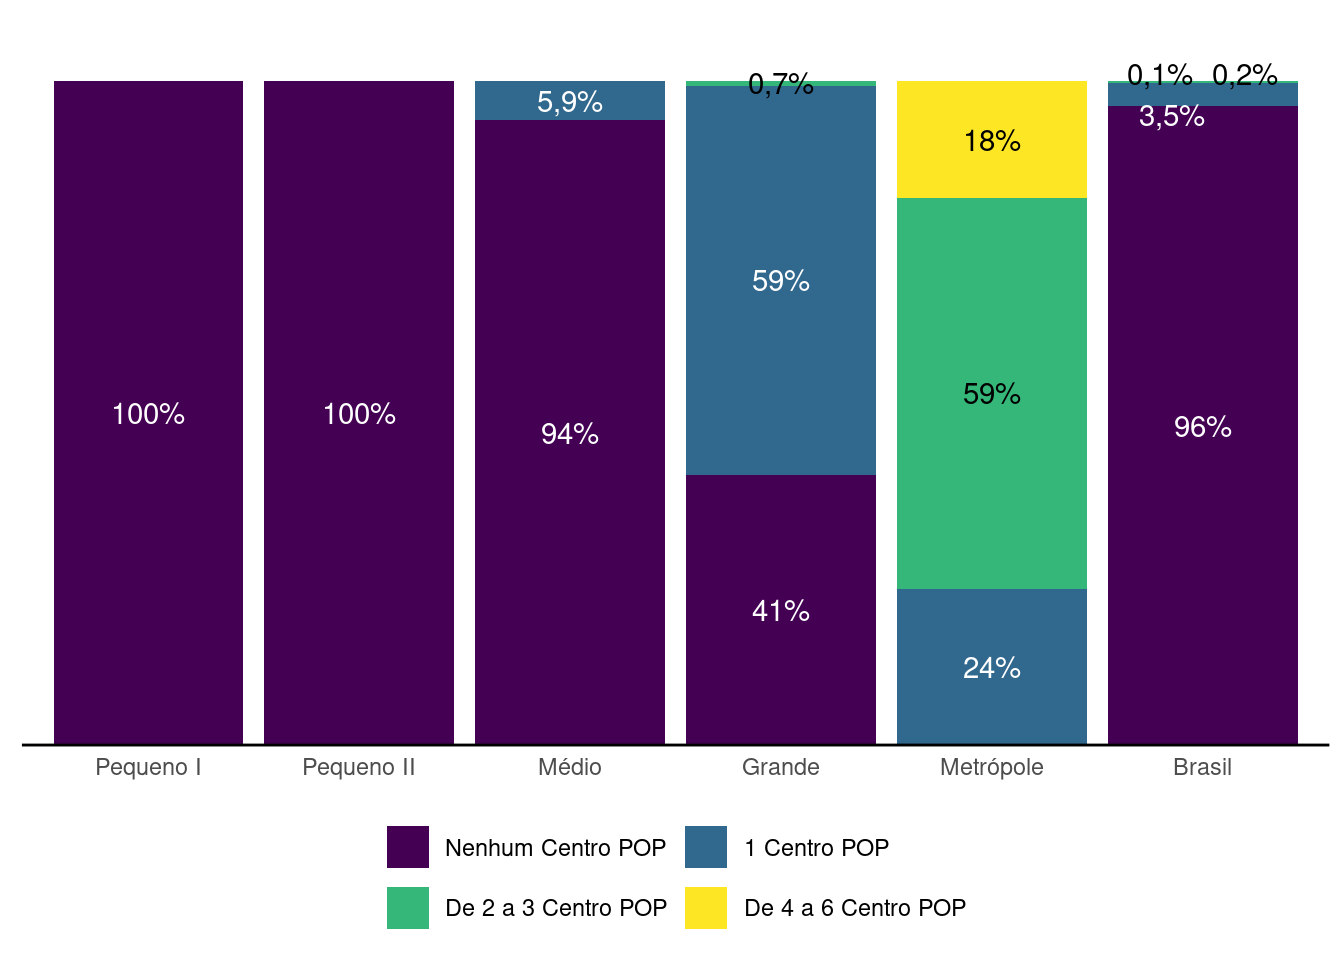 0,1% 0,2%
0,7%
5,9%
3,5%
18%
59%
59%
100%
100%
94%
96%
41%
24%
Pequeno I
Pequeno II
Médio
Grande
Metrópole
Brasil
Nenhum Centro POP
1 Centro POP
De 2 a 3 Centro POP
De 4 a 6 Centro POP